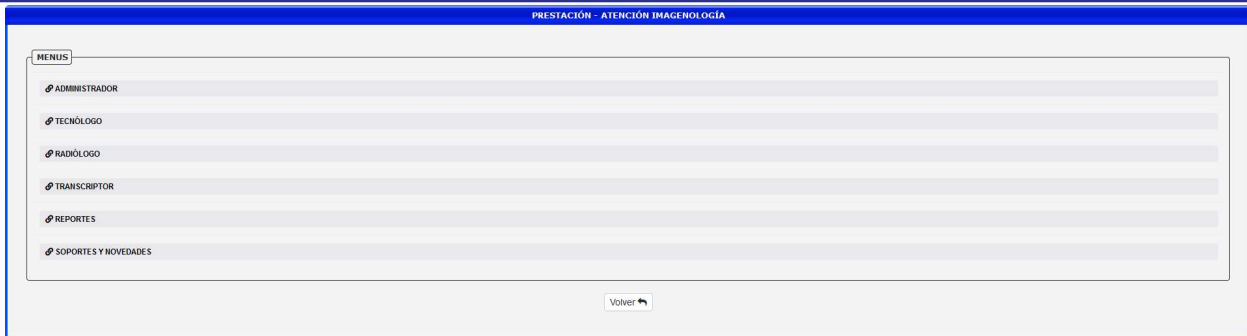 PRESTACIÓN - ATENCIÓN IMAGENOLOGÍA
MENUS
ADMINISTRADOR
TECNÓLOGO
RADIÓLOGO
TRANSCRIPTOR
REPORTES
SOPORTES Y NOVEDADES
Volver